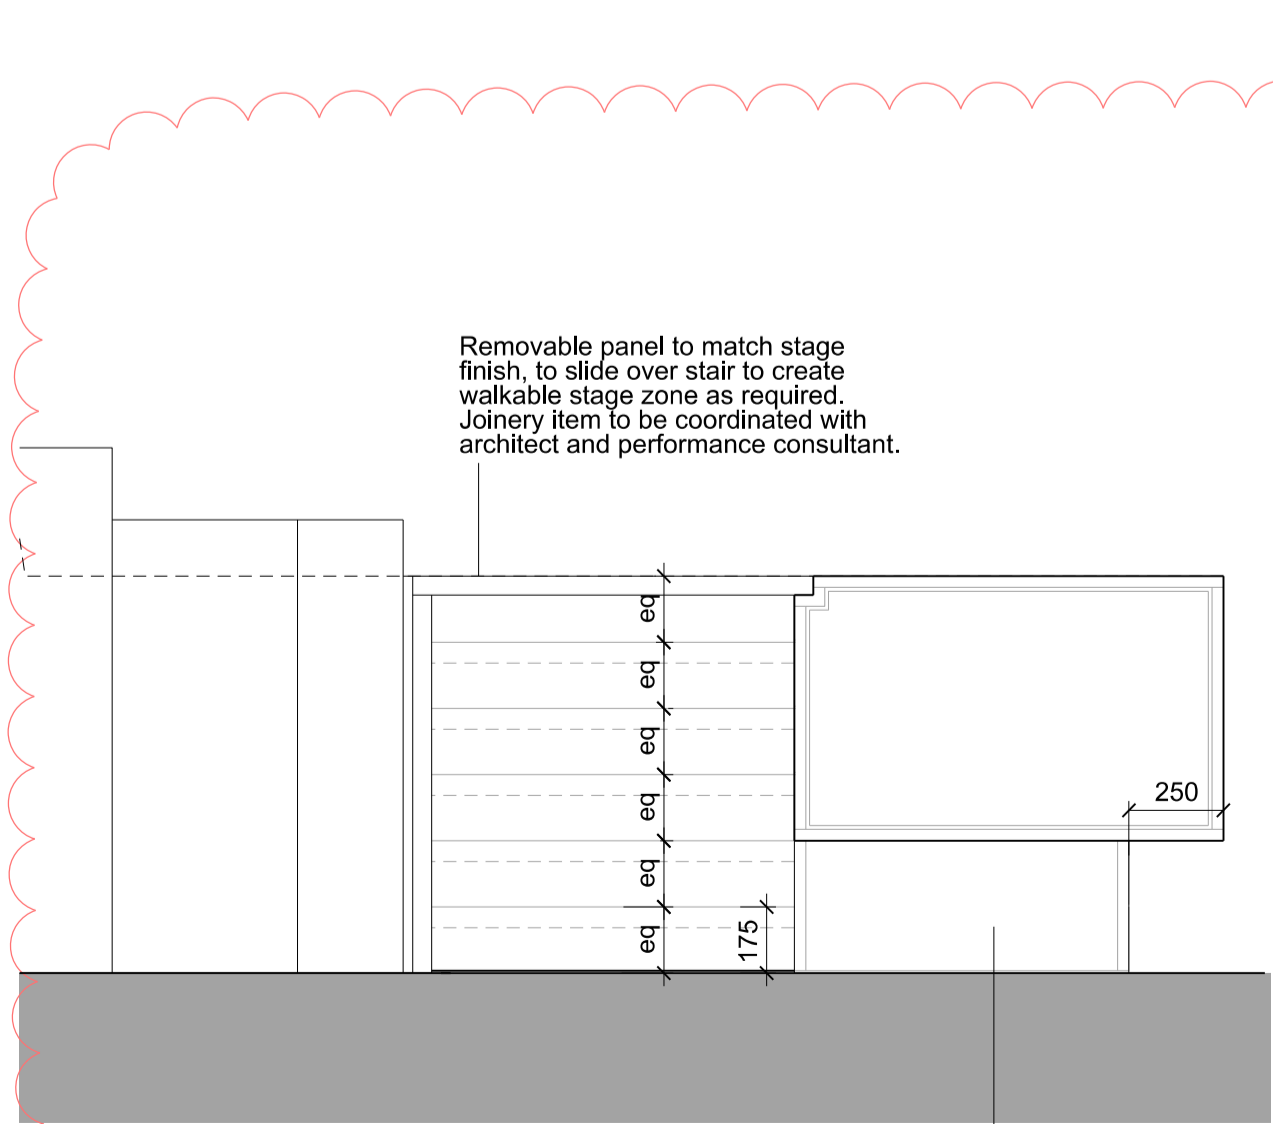 Removable panel to match stage
finish, to slide over stair to create
walkable stage zone as required.
Joinery item to be coordinated with
architect and performance consultant.
eq
eq
eq
eq
eq
eq
175
250